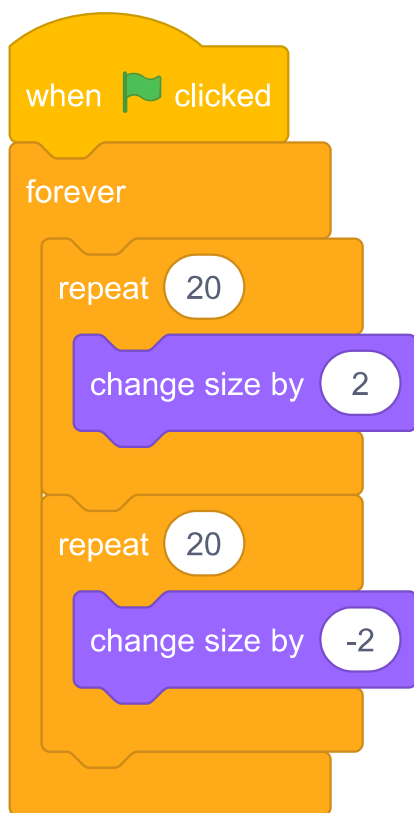 when clicked
forever
repeat 20
change size by 2
repeat 20
change size by -2